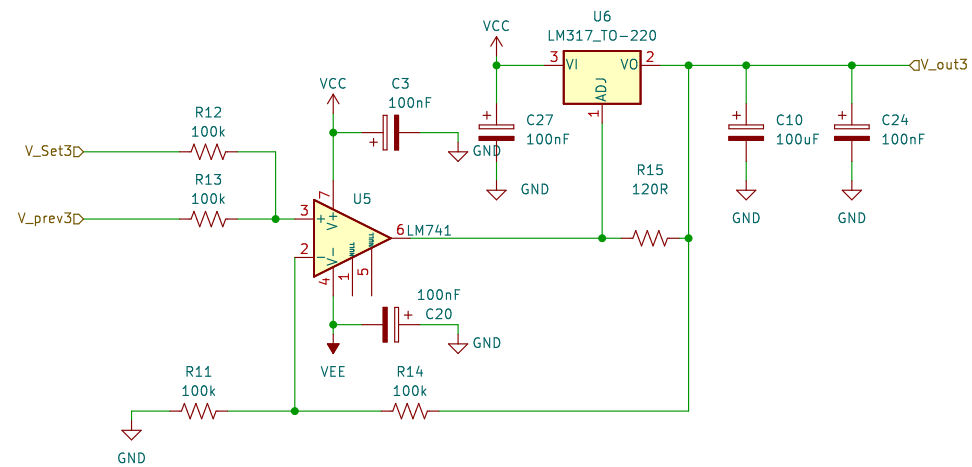 U6
LM317_TO-220
VCC
3
VI
VO
2
V_out3
ADJ
1
VCC
C3
100nF
C27
100nF
C10
100uF
C24
100nF
R12
100k
V_Set3
GND
R15
120R
GND
GND
GND
R13
100k
V_prev3
7
U5
3
+
V+
6
LM741
2
-
V-
NULL
NULL
4
1
5
100nF
C20
GND
VEE
R11
100k
R14
100k
GND